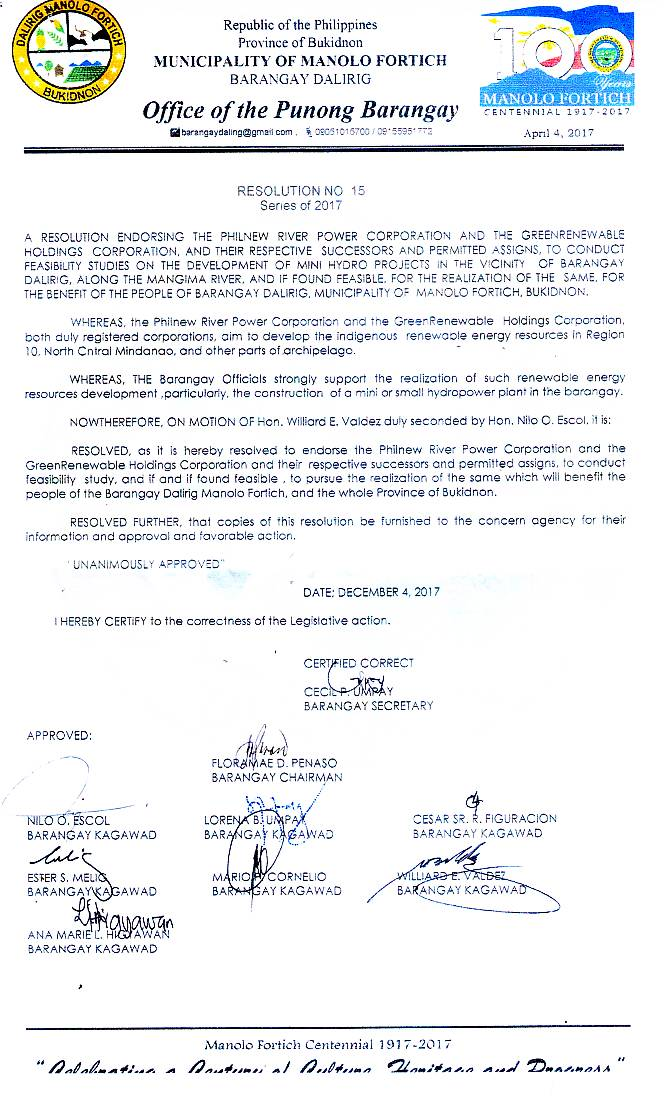 DALIRIG MANOLO FORTICH
BUKIDNON
Republic of the Philippines
Province of Bukidnon
MUNICIPALITY OF MANOLO FORTICH
BARANGAY DALIRIG
Office of the Punong Barangay
barangaydaling@gmail com ,
100
Years
MANOLO FORTICH
CENTENNIAL 1917-2017
April 4, 2017
RESOLUTION NO 15
Series of 2017
A RESOLUTION ENDORSING THE PHILNEW RIVER POWER CORPORATION AND THE GREENRENEWABLE
HOLDINGS CORPORATION, AND THEIR RESPECTIVE SUCCESSORS AND PERMITTED ASSIGNS, TO CONDUCT
FEASIBILITY STUDIES ON THE DEVELOPMENT OF MINI HYDRO PROJECTS IN THE VICINITY OF BARANGAY
DALIRIG, ALONG THE MANGIMA RIVER, AND IF FOUND FEASIBLE, FOR THE REALIZATION OF THE SAME, FOR
THE BENEFIT OF THE PEOPLE OF BARANGAY DALIRIG, MUNICIPALITY OF MANOLO FORTICH, BUKIDNON.
WHEREAS, the Philnew River Power Corporation and the GreenRenewable Holdings Corporation,
both duly registered corporations, aim to develop the indigenous renewable energy resources in Region
10, North Cntral Mindanao, and other parts of archipelago.
WHEREAS, THE Barangay Officials strongly support the realization of such renewable energy
resources development ,particularly, the construction of a mini or small hydropower plant in the barangay.
NOWTHEREFORE, ON MOTION OF Hon. Williard E. Valdez duly seconded by Hon. Nilo O. Escol, it is:
RESOLVED, as it is hereby resolved to endorse the Philnew River Power Corporation and the
GreenRenewable Holdings Corporation and their respective successors and permitted assigns, to conduct
feasibility study, and if and if found feasible , to pursue the realization of the same which will benefit the
people of the Barangay Dalirig Manolo Fortich, and the whole Province of Bukidnon.
RESOLVED FURTHER, that copies of this resolution be furnished to the concern agency for their
information and approval and favorable action.
"UNANIMOUSLY APPROVED"
DATE: DECEMBER 4, 2017
I HEREBY CERTIFY to the correctness of the Legislative action.
CERTIFIED CORRECT
CECIL P. UMPAY
BARANGAY SECRETARY
APPROVED:
FLORAMAE D. PENASO
BARANGAY CHAIRMAN
NILO O. ESCOL LORENA B. UMPAY CESAR SR. R. FIGURACION
BARANGAY KAGAWAD BARANGAY KAGAWAD BARANGAY KAGAWAD
ESTER S. MELIG MARIO CORNELIO WILLIARD E. VALDEZ
BARANGAY KAGAWAD BARANGAY KAGAWAD BARANGAY KAGAWAD
ANA MARIE L.
BARANGAY KAGAWAD
Manolo Fortich Centennial 1917-2017
"Celebrating a Century of Culture, Heritage and Progress"